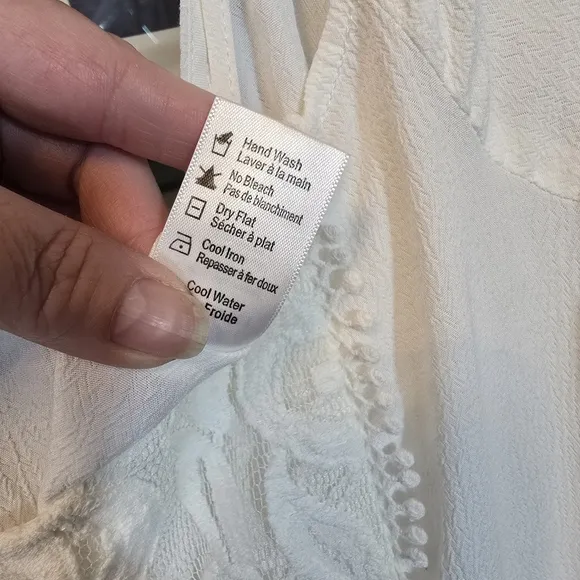 Hand Wash
Laver à la main
No Bleach
Pas de blanchiment
Dry Flat
Sécher à plat
Cool Iron
Repasser à fer doux
Cool Water
Froide